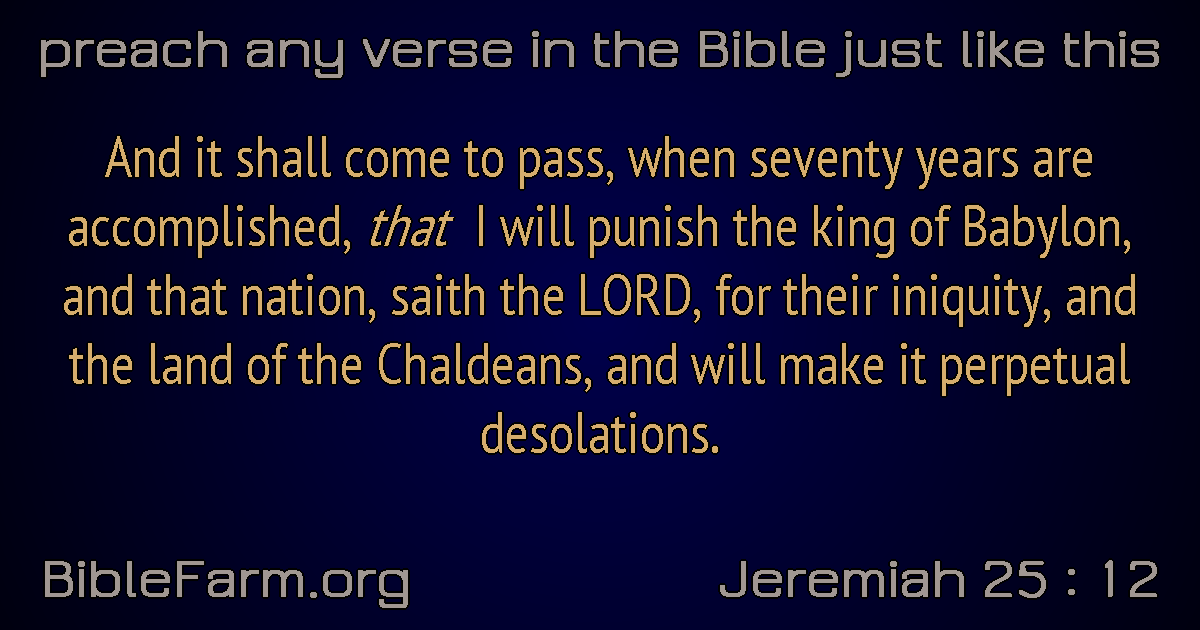 preach any verse in the Bible just like this
And it shall come to pass, when seventy years are
accomplished, that I will punish the king of Babylon,
and that nation, saith the LORD, for their iniquity, and
the land of the Chaldeans, and will make it perpetual
desolations.
BibleFarm.org
Jeremiah 25 : 12